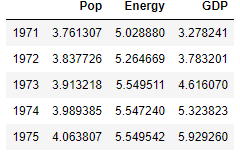 Pop Energy GDP
1971 3.761307 5.028880 3.278241
1972 3.837726 5.264669 3.783201
1973 3.913218 5.549511 4.616070
1974 3.989385 5.547240 5.323823
1975 4.063807 5.549542 5.929260